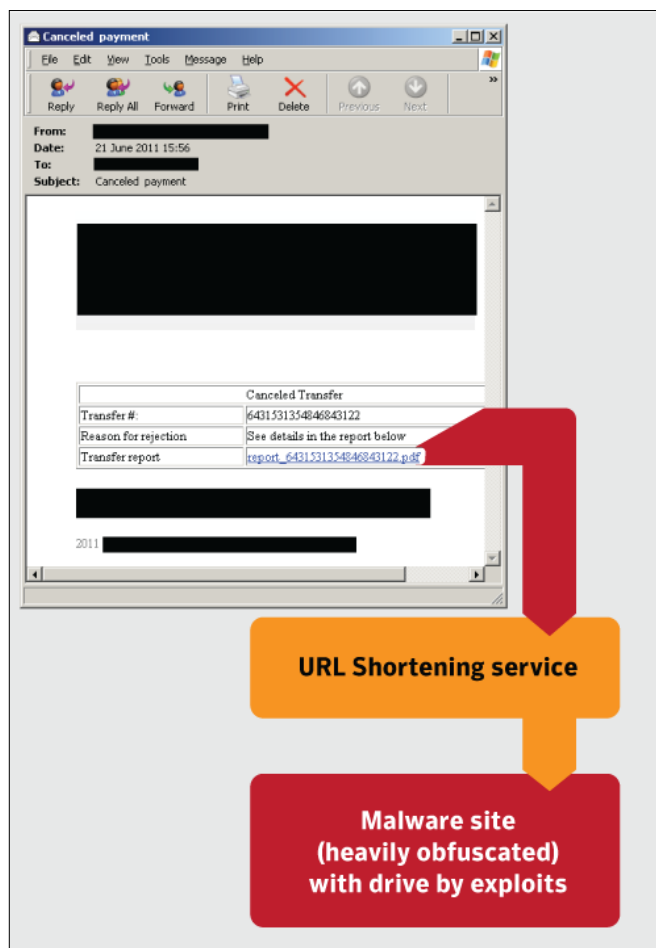 Canceled payment
File Edit View Tools Message Help
Reply Reply All Forward Print Delete Previous Next »
From:
Date: 21 June 2011 15:56
To:
Subject: Canceled payment
Canceled Transfer
Transfer #: 6431531354846843122
Reason for rejection See details in the report below
Transfer report report_6431531354846843122.pdf
2011
URL Shortening service
Malware site
(heavily obfuscated)
with drive by exploits